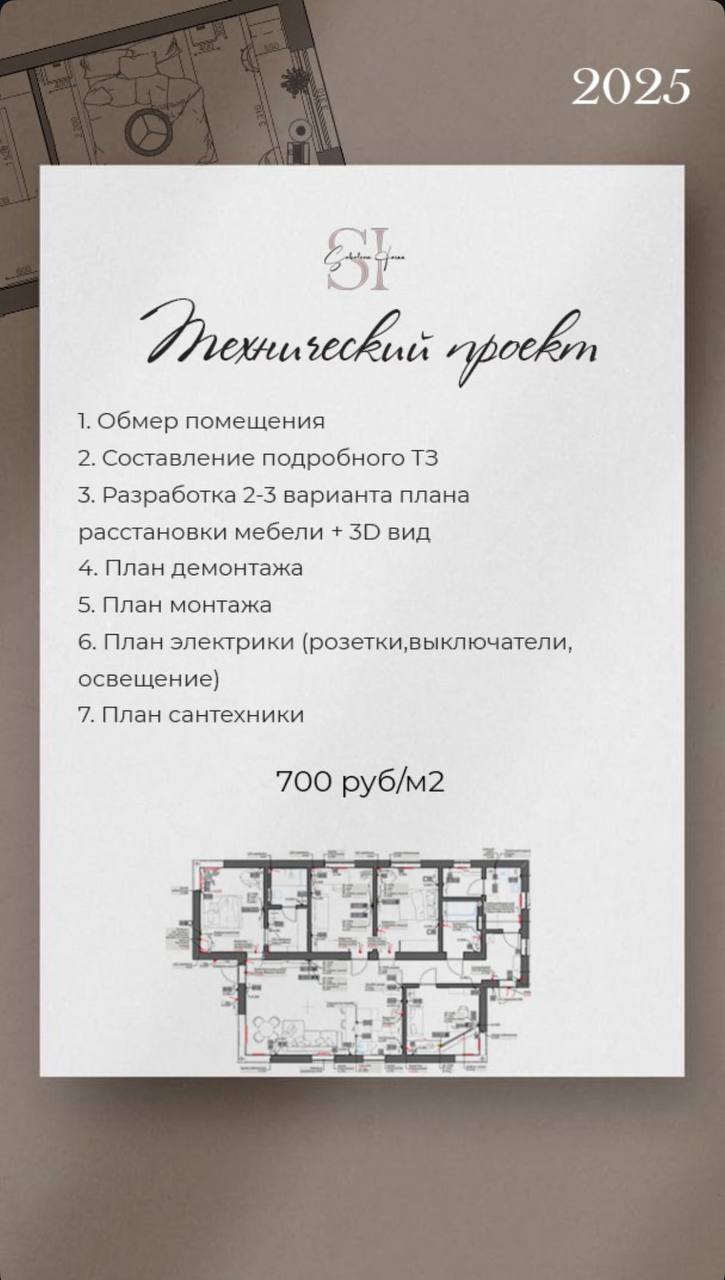 2025
SI
Технический проект
1. Обмер помещения
2. Составление подробного ТЗ
3. Разработка 2-3 варианта плана
расстановки мебели + 3D вид
4. План демонтажа
5. План монтажа
6. План электрики (розетки,выключатели,
освещение)
7. План сантехники
700 руб/м2